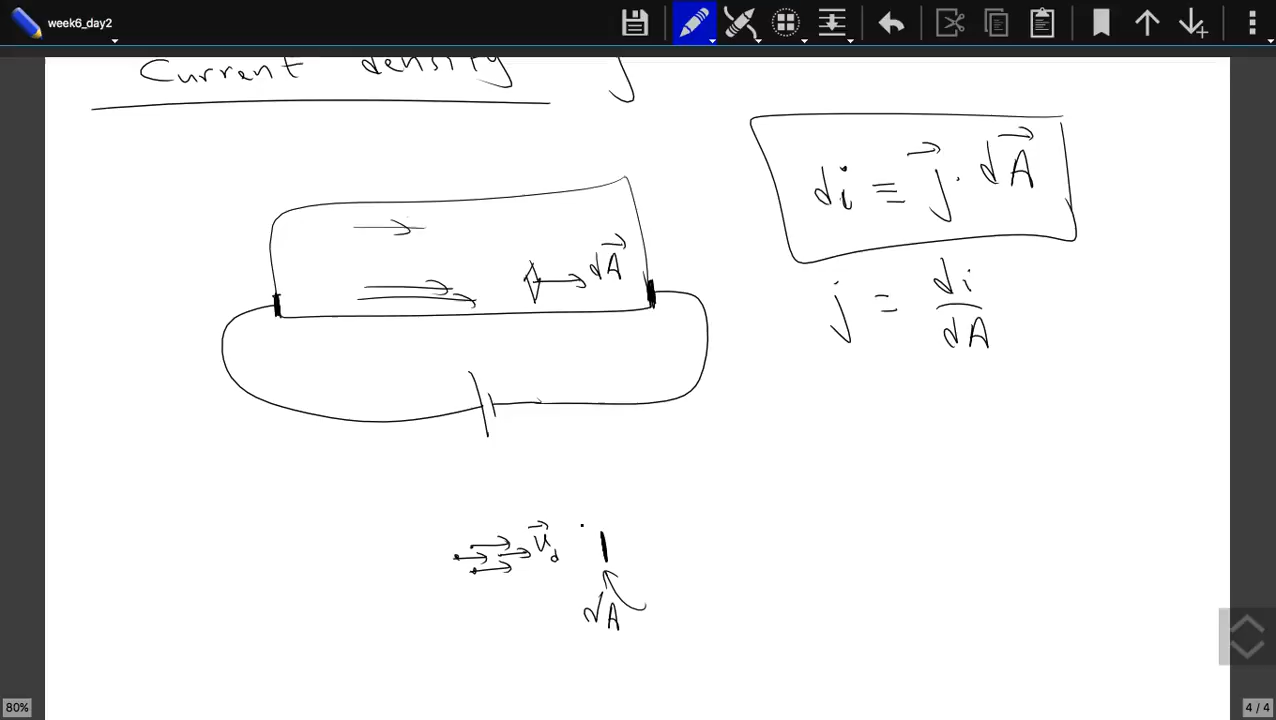 week6_day2
Current density j
di ≡ j⃗ · dA⃗
dA⃗
j = di/dA
v⃗d
dA
80%
4 / 4